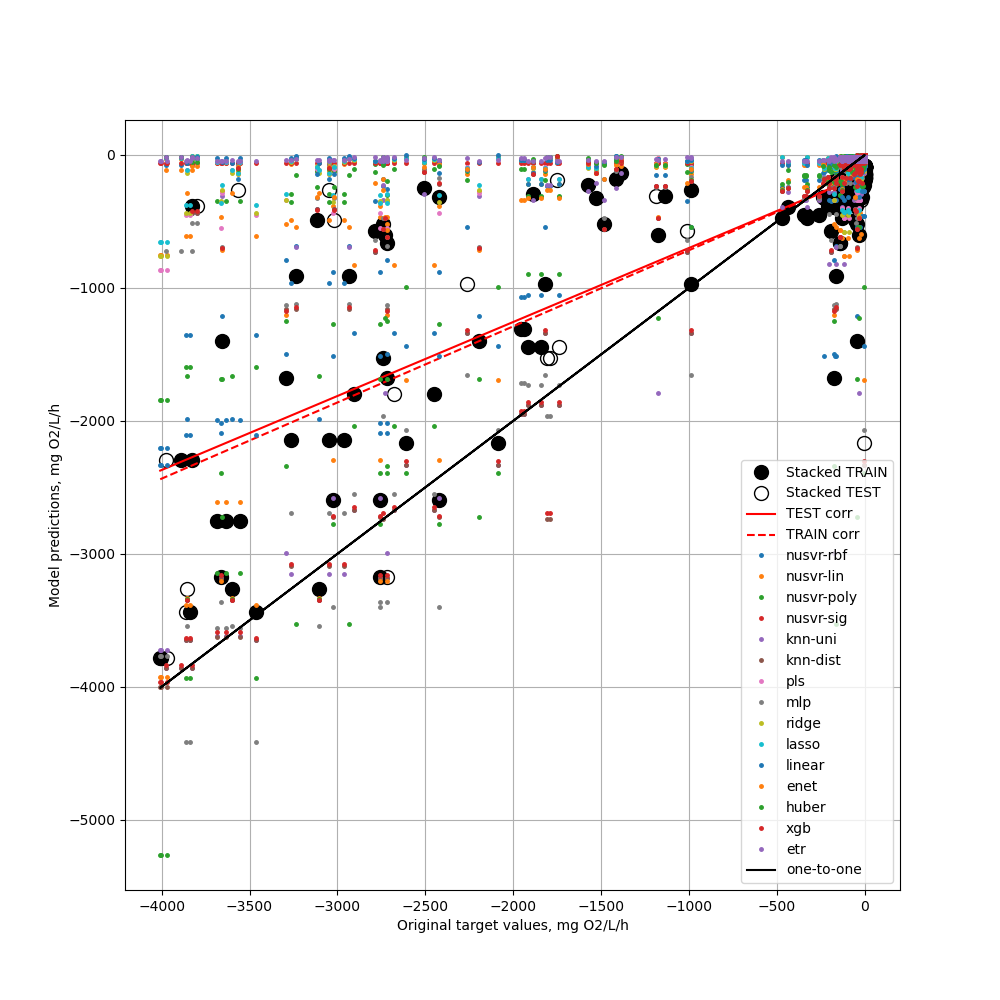 0
−1000
−2000
−3000
−4000
−5000
Model predictions, mg O2/L/h
−4000 −3500 −3000 −2500 −2000 −1500 −1000 −500 0
Original target values, mg O2/L/h
Stacked TRAIN
Stacked TEST
TEST corr
TRAIN corr
nusvr-rbf
nusvr-lin
nusvr-poly
nusvr-sig
knn-uni
knn-dist
pls
mlp
ridge
lasso
linear
enet
huber
xgb
etr
one-to-one